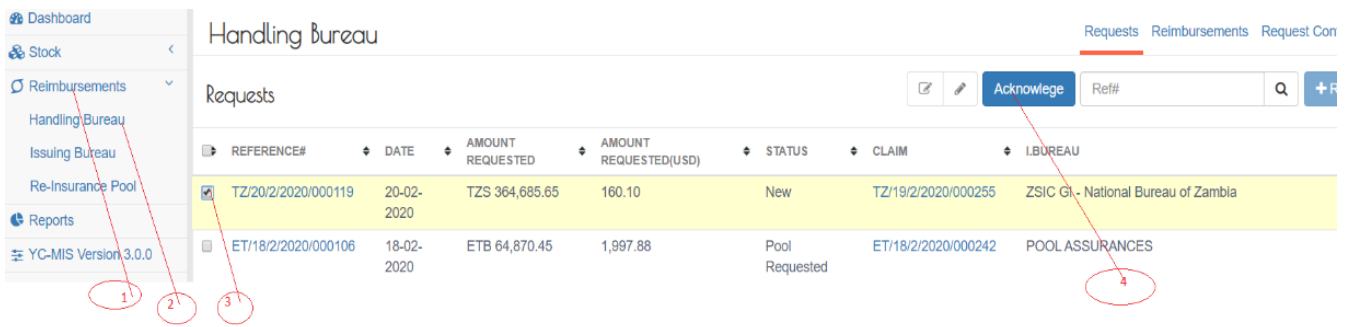 Dashboard
Stock
Reimbursements
Handling Bureau
Issuing Bureau
Re-Insurance Pool
Reports
YC-MIS Version 3.0.0
Handling Bureau
Requests Reimbursements Request Con
Requests
Acknowlege Ref# +R
REFERENCE# DATE AMOUNT REQUESTED AMOUNT REQUESTED(USD) STATUS CLAIM I.BUREAU
TZ/20/2/2020/000119 20-02-2020 TZS 364,685.65 160.10 New TZ/19/2/2020/000255 ZSIC GI - National Bureau of Zambia
ET/18/2/2020/000106 18-02-2020 ETB 64,870.45 1,997.88 Pool Requested ET/18/2/2020/000242 POOL ASSURANCES
1 2 3 4